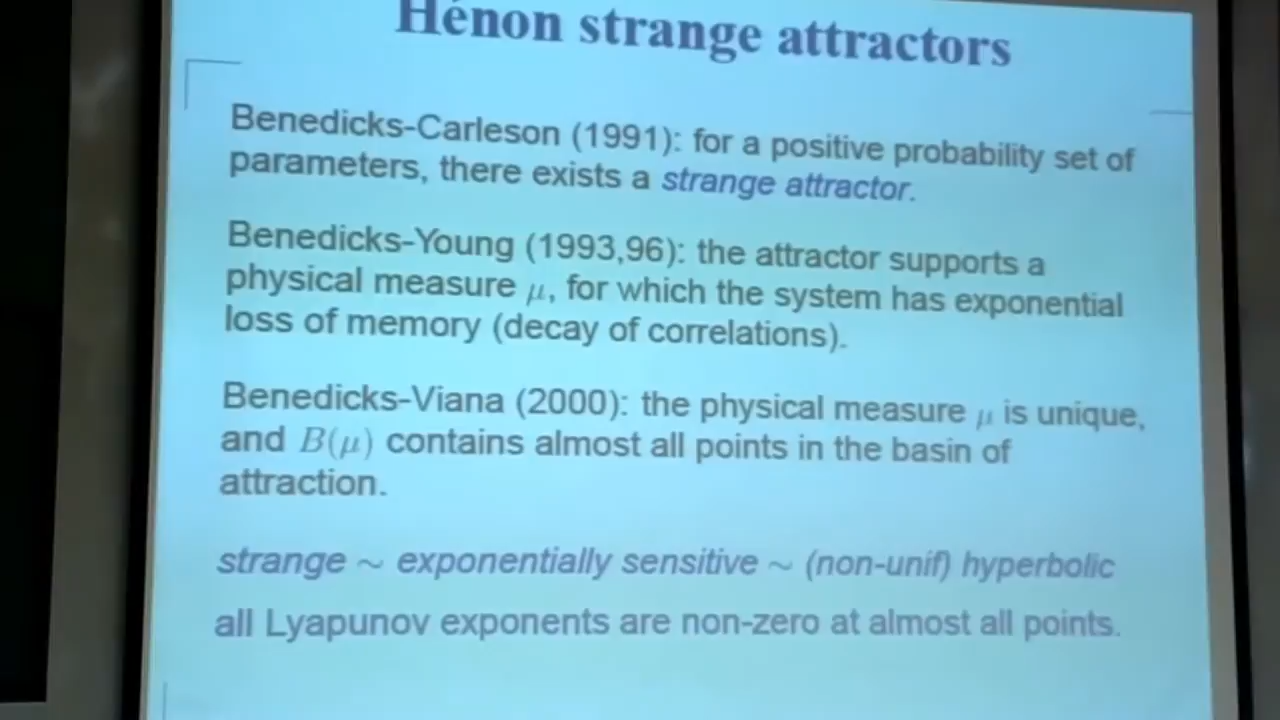 Hénon strange attractors
Benedicks-Carleson (1991): for a positive probability set of
parameters, there exists a strange attractor.
Benedicks-Young (1993,96): the attractor supports a
physical measure μ, for which the system has exponential
loss of memory (decay of correlations).
Benedicks-Viana (2000): the physical measure μ is unique,
and B(μ) contains almost all points in the basin of
attraction.
strange ~ exponentially sensitive ~ (non-unif) hyperbolic
all Lyapunov exponents are non-zero at almost all points.